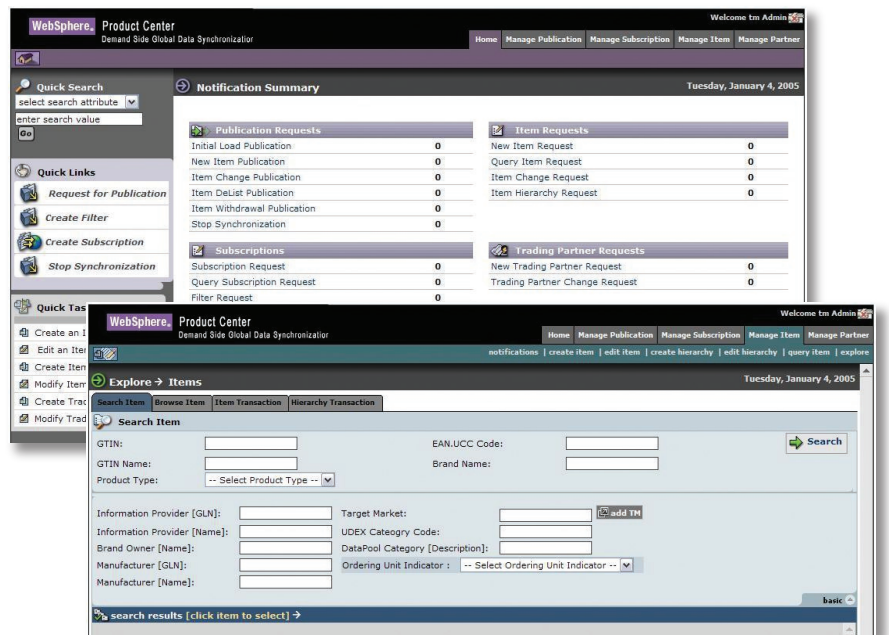 Welcome tm Admin
WebSphere. Product Center
Demand Side Global Data Synchronizatior
Home Manage Publication Manage Subscription Manage Item Manage Partner
Quick Search
select search attribute
enter search value
Go
Quick Links
Request for Publication
Create Filter
Create Subscription
Stop Synchronization
Quick Tas
Create an I
Edit an Iter
Create Item
Modify Item
Create Trad
Modify Trad
Notification Summary Tuesday, January 4, 2005
Publication Requests
Initial Load Publication 0
New Item Publication 0
Item Change Publication 0
Item DeList Publication 0
Item Withdrawal Publication 0
Stop Synchronization 0
Item Requests
New Item Request 0
Query Item Request 0
Item Change Request 0
Item Hierarchy Request 0
Subscriptions
Subscription Request 0
Query Subscription Request 0
Filter Request 0
Trading Partner Requests
New Trading Partner Request 0
Trading Partner Change Request 0
Welcome tm Admin
WebSphere. Product Center
Demand Side Global Data Synchronizatior
Home Manage Publication Manage Subscription Manage Item Manage Partner
notifications | create item | edit item | create hierarchy | edit hierarchy | query item | explore
Explore → Items Tuesday, January 4, 2005
Search Item Browse Item Item Transaction Hierarchy Transaction
Search Item
GTIN: EAN.UCC Code: Search
GTIN Name: Brand Name:
Product Type: -- Select Product Type --
Information Provider [GLN]: Target Market: add TM
Information Provider [Name]: UDEX Cateogry Code:
Brand Owner [Name]: DataPool Category [Description]:
Manufacturer [GLN]: Ordering Unit Indicator : -- Select Ordering Unit Indicator --
Manufacturer [Name]:
basic
search results [click item to select] →